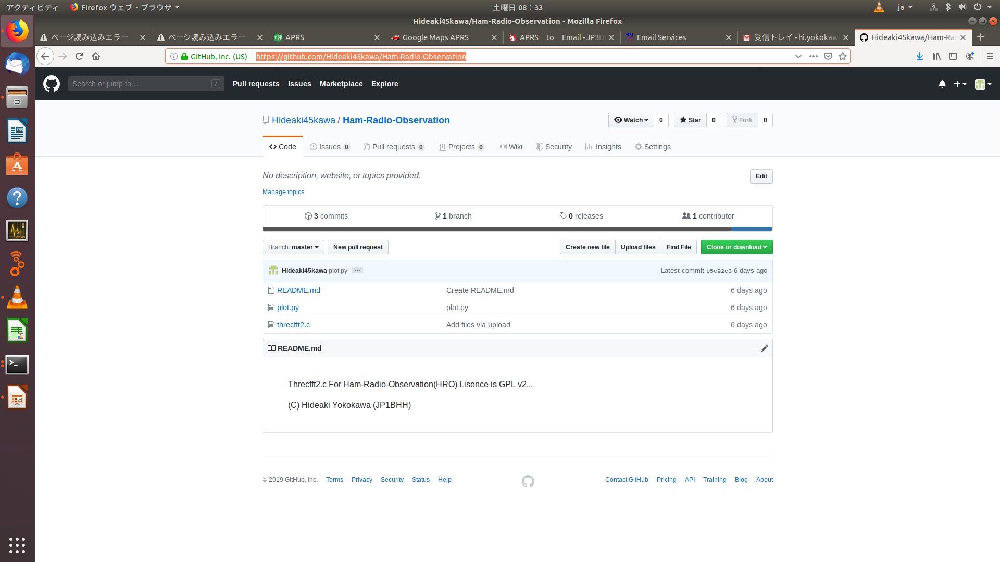 アクティビティ Firefox ウェブ・ブラウザ 土曜日 08：33 ja
Hideaki45kawa/Ham-Radio-Observation - Mozilla Firefox
ページ読み込みエラー ページ読み込みエラー APRS Google Maps APRS APRS to Email - JP3D Email Services 受信トレイ - hi.yokokawa Hideaki45kawa/Ham-Ra
GitHub, Inc. (US) https://github.com/Hideaki45kawa/Ham-Radio-Observation
Search or jump to… / Pull requests Issues Marketplace Explore
Hideaki45kawa / Ham-Radio-Observation Watch 0 Star 0 Fork 0
Code Issues 0 Pull requests 0 Projects 0 Wiki Security Insights Settings
No description, website, or topics provided. Edit
Manage topics
3 commits 1 branch 0 releases 1 contributor
Branch: master New pull request Create new file Upload files Find File Clone or download
Hideaki45kawa plot.py … Latest commit b5c92c3 6 days ago
README.md Create README.md 6 days ago
plot.py plot.py 6 days ago
threcfft2.c Add files via upload 6 days ago
README.md
Threcfft2.c For Ham-Radio-Observation(HRO) Lisence is GPL v2...
(C) Hideaki Yokokawa (JP1BHH)
© 2019 GitHub, Inc. Terms Privacy Security Status Help Contact GitHub Pricing API Training Blog About